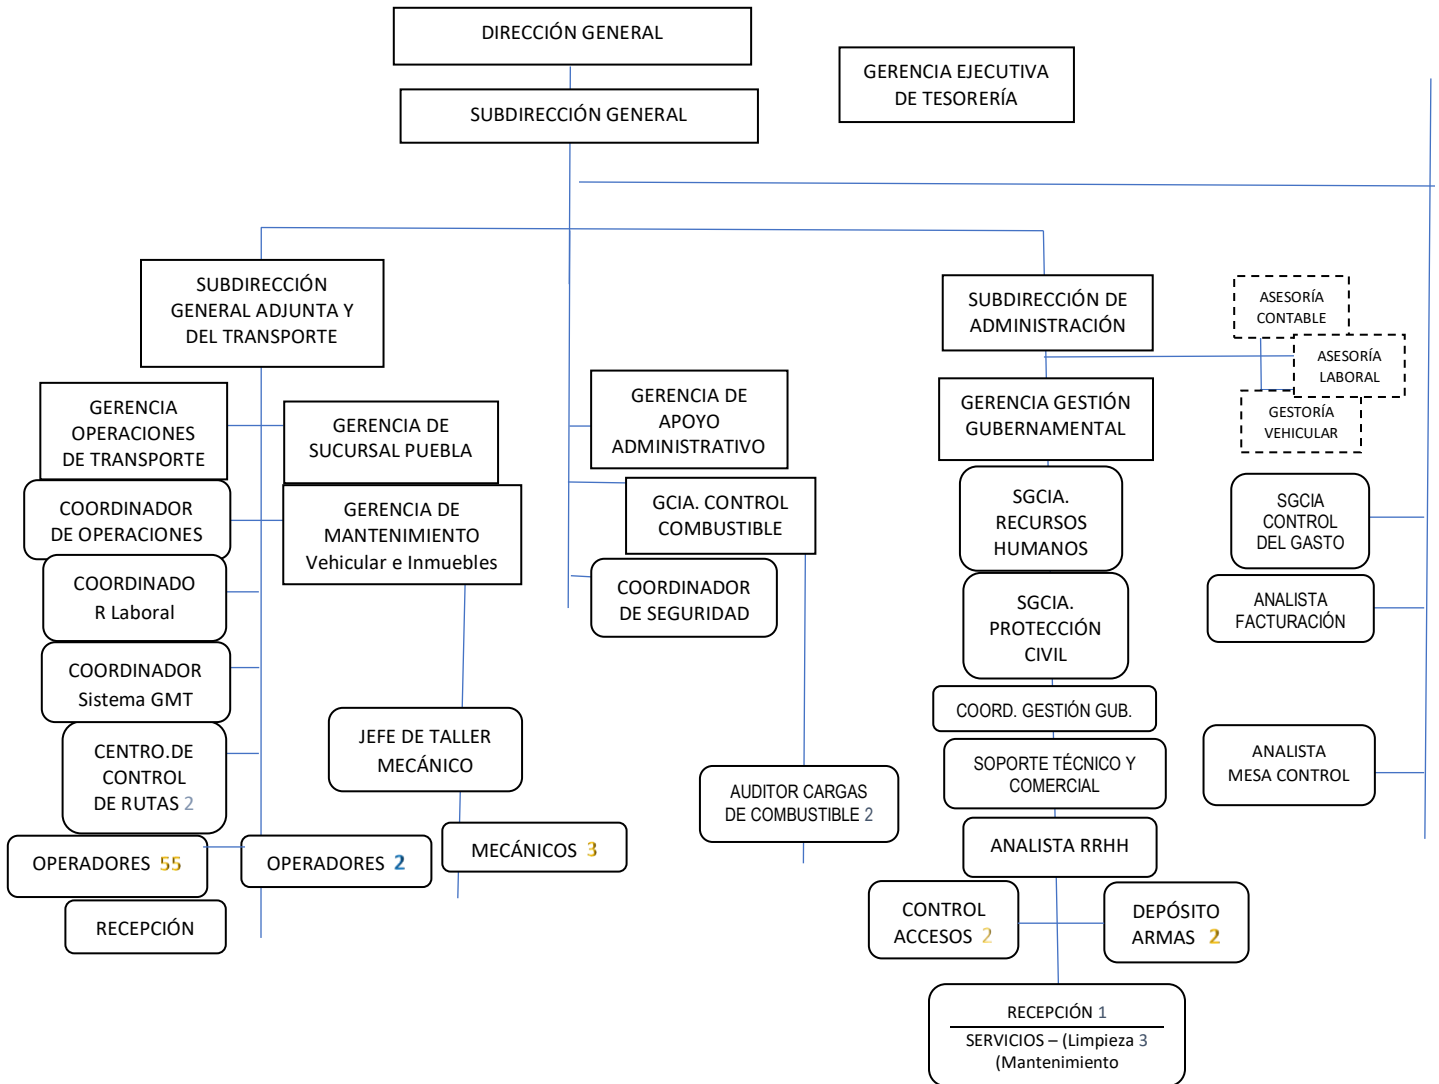 DIRECCIÓN GENERAL
GERENCIA EJECUTIVA
DE TESORERÍA
SUBDIRECCIÓN GENERAL
SUBDIRECCIÓN
GENERAL ADJUNTA Y
DEL TRANSPORTE
SUBDIRECCIÓN DE
ADMINISTRACIÓN
ASESORÍA
CONTABLE
ASESORÍA
LABORAL
GESTORÍA
VEHICULAR
GERENCIA
OPERACIONES
DE TRANSPORTE
GERENCIA DE
SUCURSAL PUEBLA
GERENCIA DE
APOYO
ADMINISTRATIVO
GERENCIA GESTIÓN
GUBERNAMENTAL
COORDINADOR
DE OPERACIONES
GERENCIA DE
MANTENIMIENTO
Vehicular e Inmuebles
GCIA. CONTROL
COMBUSTIBLE
SGCIA.
RECURSOS
HUMANOS
SGCIA
CONTROL
DEL GASTO
COORDINADO
R Laboral
COORDINADOR
DE SEGURIDAD
SGCIA.
PROTECCIÓN
CIVIL
ANALISTA
FACTURACIÓN
COORDINADOR
Sistema GMT
COORD. GESTIÓN GUB.
CENTRO.DE
CONTROL
DE RUTAS 2
JEFE DE TALLER
MECÁNICO
AUDITOR CARGAS
DE COMBUSTIBLE 2
SOPORTE TÉCNICO Y
COMERCIAL
ANALISTA
MESA CONTROL
OPERADORES 55
OPERADORES 2
MECÁNICOS 3
ANALISTA RRHH
RECEPCIÓN
CONTROL
ACCESOS 2
DEPÓSITO
ARMAS 2
RECEPCIÓN 1
SERVICIOS – (Limpieza 3
(Mantenimiento